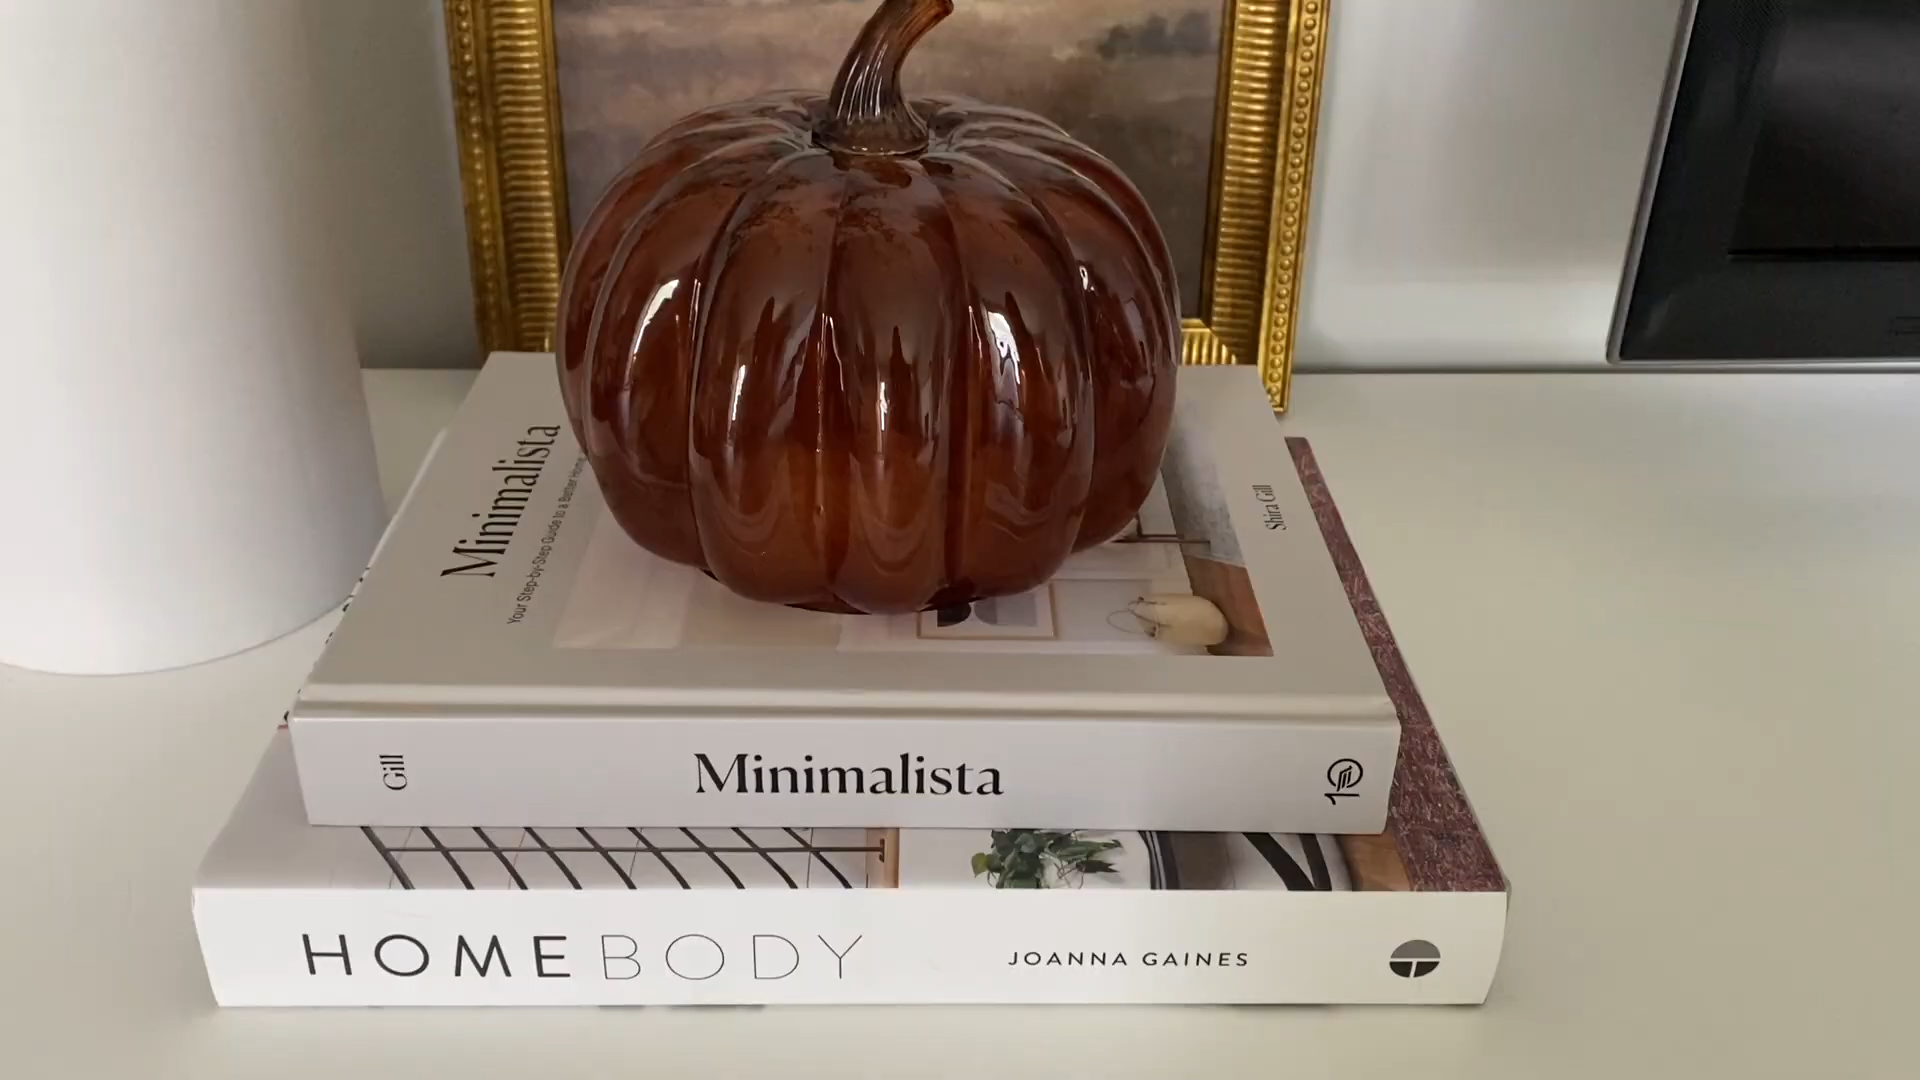 Minimalista
Your Step-by-Step Guide to a Better Home
Shira Gill
Gill
Minimalista
HOMEBODY
JOANNA GAINES